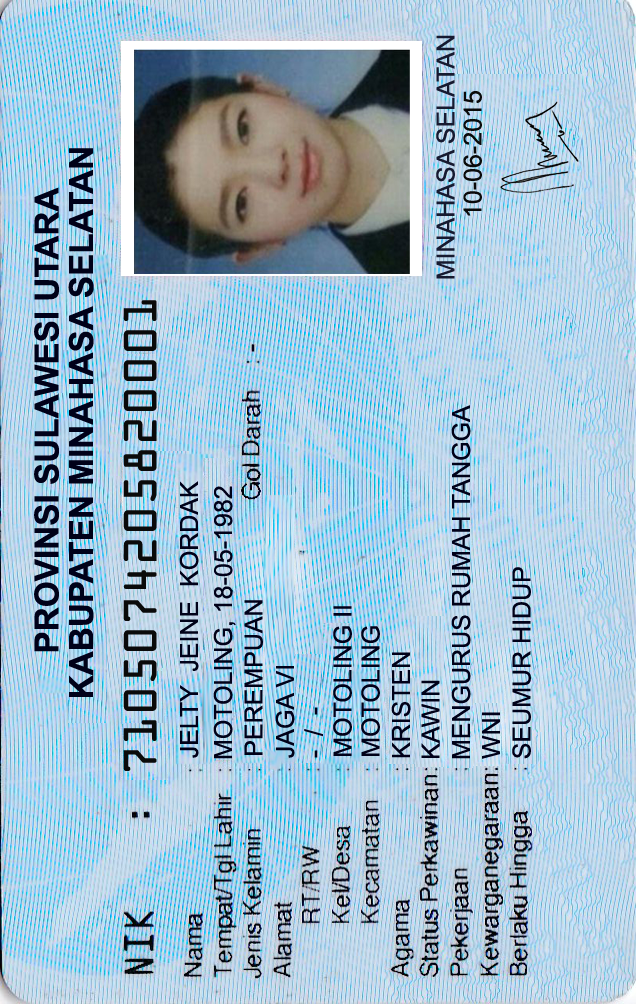 PROVINSI SULAWESI UTARA
KABUPATEN MINAHASA SELATAN
NIK : 7105074205820001
Nama : JELTY JEINE KORDAK
Tempat/Tgl Lahir : MOTOLING, 18-05-1982
Jenis Kelamin : PEREMPUAN Gol Darah : -
Alamat : JAGA VI
RT/RW : - / -
Kel/Desa : MOTOLING II
Kecamatan : MOTOLING
Agama : KRISTEN
Status Perkawinan: KAWIN
Pekerjaan : MENGURUS RUMAH TANGGA
Kewarganegaraan: WNI
Berlaku Hingga : SEUMUR HIDUP
MINAHASA SELATAN
10-06-2015